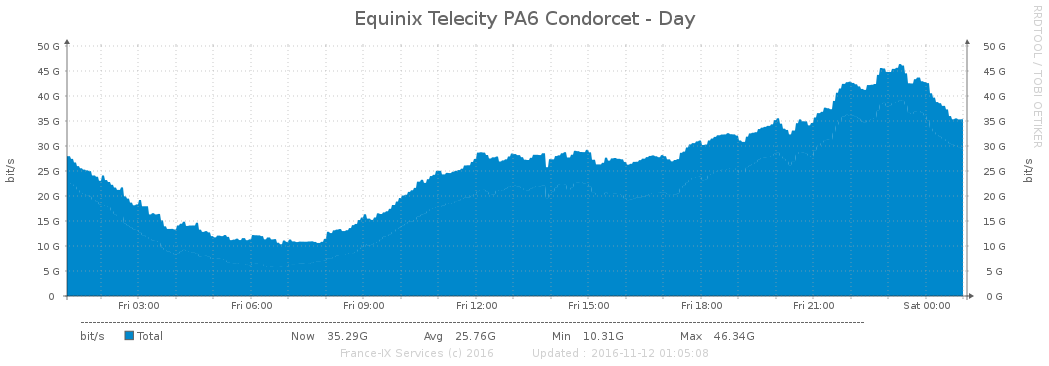 Equinix Telecity PA6 Condorcet - Day
RRDTOOL / TOBI OETIKER
bit/s
50 G 50 G
45 G 45 G
40 G 40 G
35 G 35 G
30 G 30 G
25 G 25 G
20 G 20 G
15 G 15 G
10 G 10 G
5 G 5 G
0 0 G
bit/s
Fri 03:00 Fri 06:00 Fri 09:00 Fri 12:00 Fri 15:00 Fri 18:00 Fri 21:00 Sat 00:00
bit/s Total Now 35.29G Avg 25.76G Min 10.31G Max 46.34G
France-IX Services (c) 2016 Updated : 2016-11-12 01:05:08